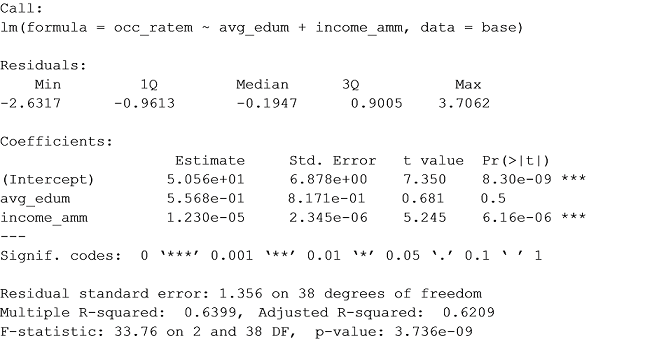 Call:
lm(formula = occ_ratem ~ avg_edum + income_amm, data = base)
Residuals:
Min 1Q Median 3Q Max
-2.6317 -0.9613 -0.1947 0.9005 3.7062
Coefficients:
Estimate Std. Error t value Pr(>|t|)
(Intercept) 5.056e+01 6.878e+00 7.350 8.30e-09 ***
avg_edum 5.568e-01 8.171e-01 0.681 0.5
income_amm 1.230e-05 2.345e-06 5.245 6.16e-06 ***
---
Signif. codes: 0 ‘***’ 0.001 ‘**’ 0.01 ‘*’ 0.05 ‘.’ 0.1 ‘ ’ 1
Residual standard error: 1.356 on 38 degrees of freedom
Multiple R-squared: 0.6399, Adjusted R-squared: 0.6209
F-statistic: 33.76 on 2 and 38 DF, p-value: 3.736e-09